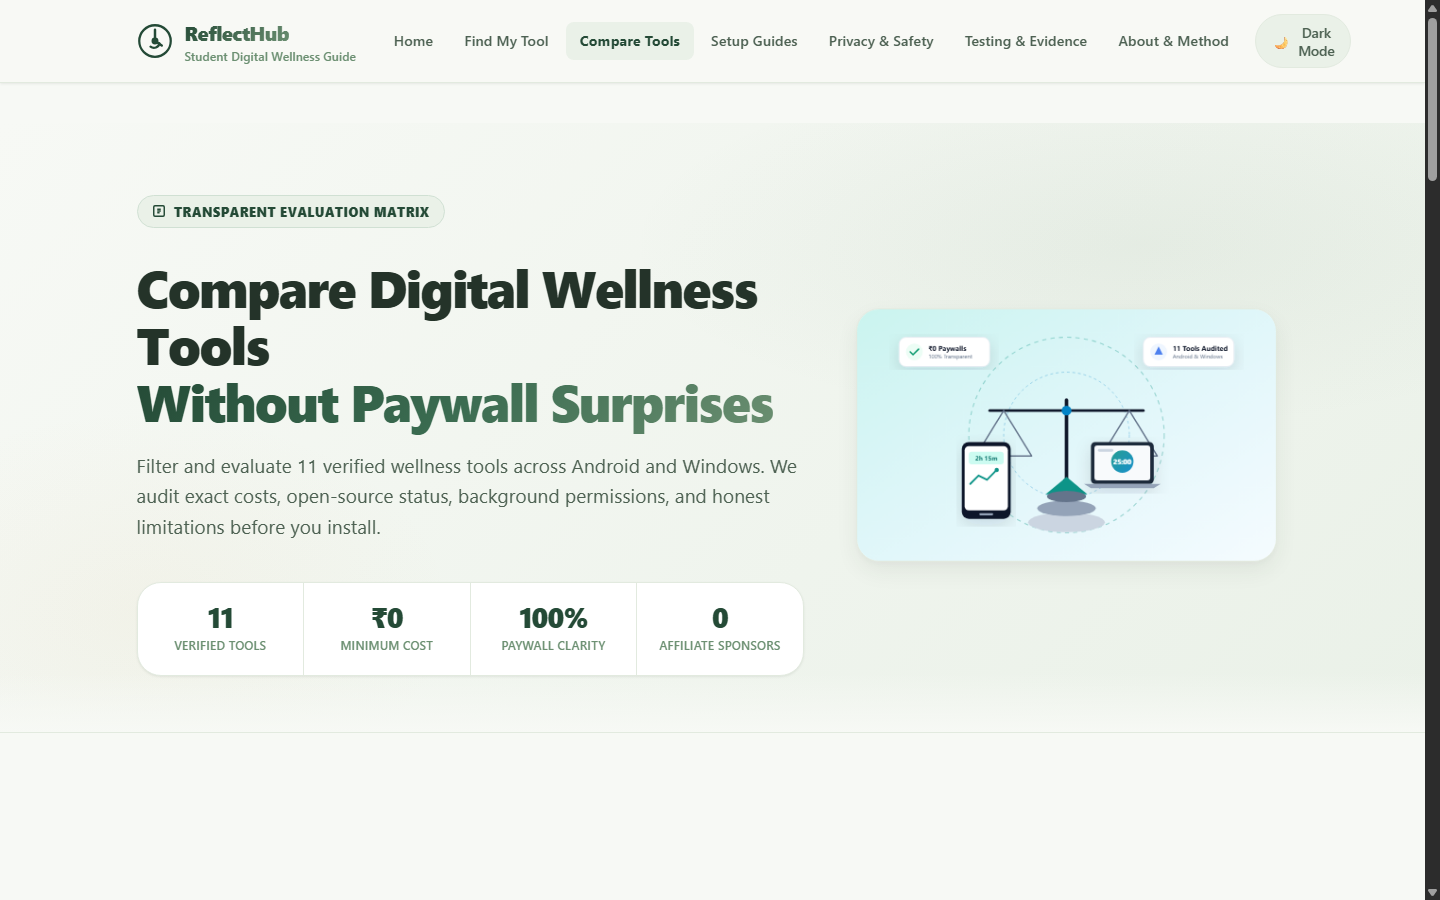 ReflectHub
Student Digital Wellness Guide
Home
Find My Tool
Compare Tools
Setup Guides
Privacy & Safety
Testing & Evidence
About & Method
Dark
Mode
TRANSPARENT EVALUATION MATRIX
Compare Digital Wellness
Tools
Without Paywall Surprises
Filter and evaluate 11 verified wellness tools across Android and Windows. We
audit exact costs, open-source status, background permissions, and honest
limitations before you install.
11
VERIFIED TOOLS
₹0
MINIMUM COST
100%
PAYWALL CLARITY
0
AFFILIATE SPONSORS
₹0 Paywalls
100% Transparent
11 Tools Audited
Android & Windows
2h 15m
25:00